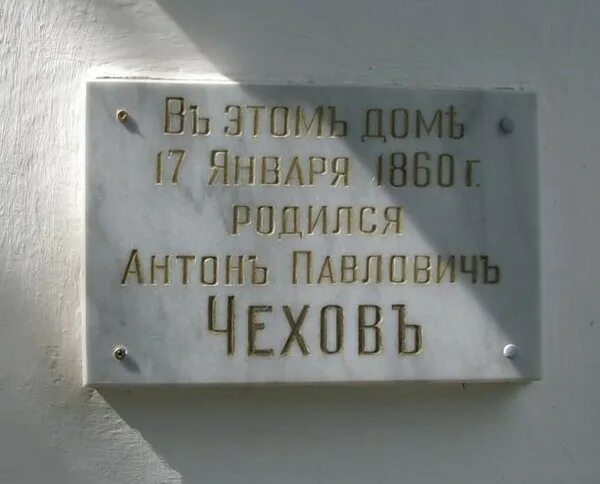 Въ этомъ домѣ
17 Января 1860 г.
родился
Антонъ Павловичъ
Чеховъ